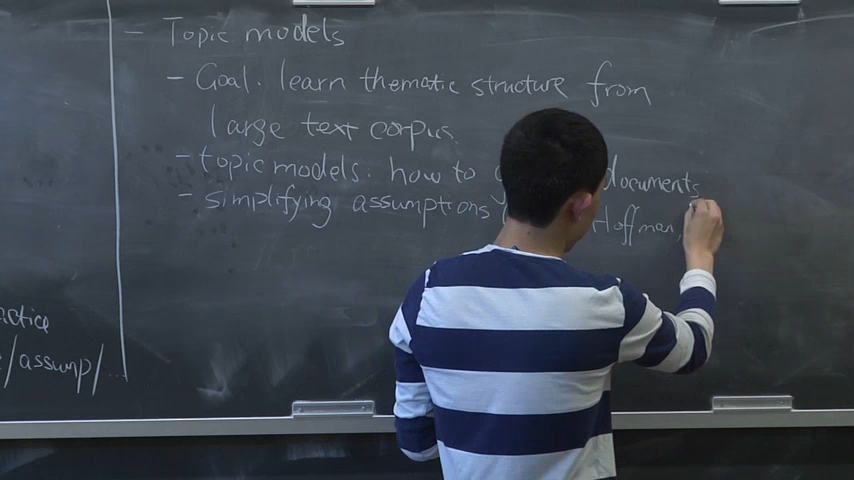 - Topic models
- Goal. learn thematic structure from
large text corpus.
- topic models. how to documents
- simplifying assumptions Hoffman,
/assump/...